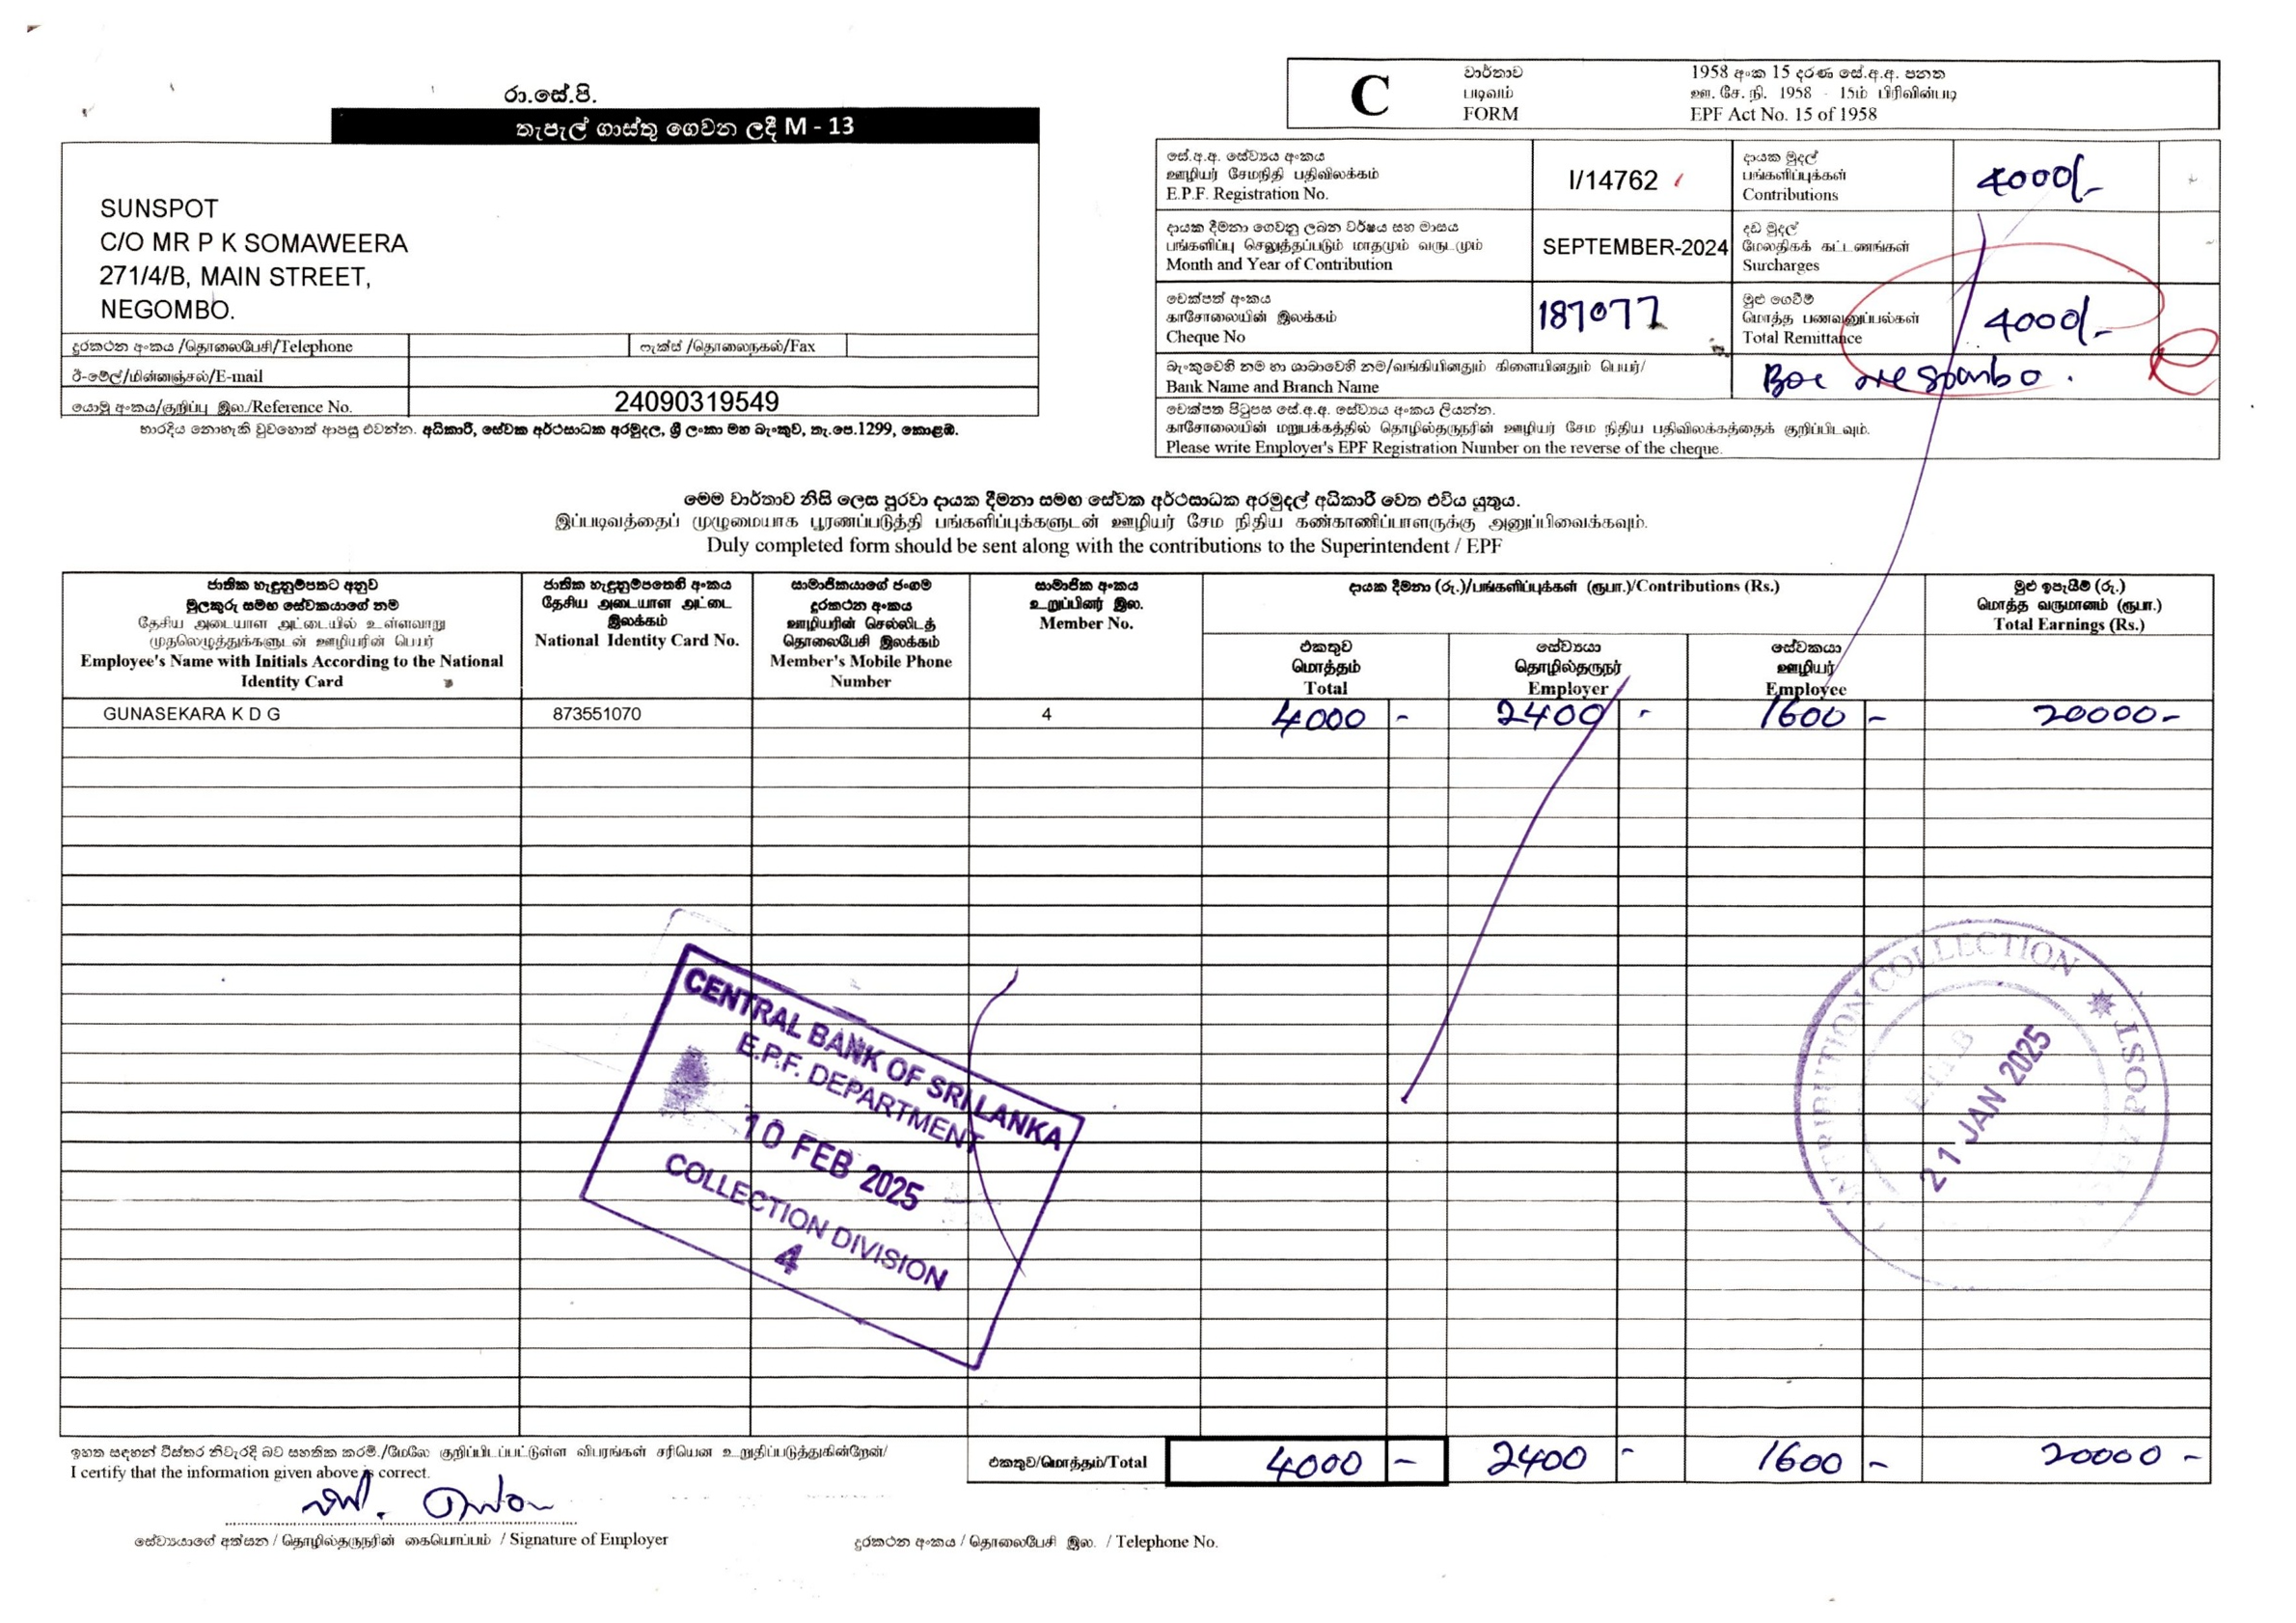 රා.සේ.පි.
තැපැල් ගාස්තු ගෙවන ලදී M - 13
SUNSPOT
C/O MR P K SOMAWEERA
271/4/B, MAIN STREET,
NEGOMBO.
දුරකථන අංකය /தொலைபேசி/Telephone
ෆැක්ස් /தொலைநகல்/Fax
ඊ-මේල්/மின்னஞ்சல்/E-mail
යොමු අංකය/குறிப்பு இல./Reference No. 24090319549
භාරදිය නොහැකි වුවහොත් ආපසු එවන්න. අධිකාරී, සේවක අර්ථසාධක අරමුදල, ශ්‍රී ලංකා මහ බැංකුව, තැ.පෙ.1299, කොළඹ.
C
වාර්තාව
படிவம்
FORM
1958 අංක 15 දරණ සේ.අ.අ. පනත
ஊ. சே. நி. 1958 - 15ம் பிரிவின்படி
EPF Act No. 15 of 1958
සේ.අ.අ. සේව්‍යය අංකය
ஊழியர் சேமநிதி பதிவிலக்கம்
E.P.F. Registration No.
I/14762
දායක මුදල්
பங்களிப்புக்கள்
Contributions
4000/-
දායක දීමනා ගෙවනු ලබන වර්ෂය සහ මාසය
பங்களிப்பு செலுத்தப்படும் மாதமும் வருடமும்
Month and Year of Contribution
SEPTEMBER-2024
දඩ මුදල්
மேலதிகக் கட்டணங்கள்
Surcharges
චෙක්පත් අංකය
காசோலையின் இலக்கம்
Cheque No
187077
මුළු ගෙවීම්
மொத்த பணவனுப்பல்கள்
Total Remittance
4000/-
බැංකුවෙහි නම හා ශාඛාවෙහි නම/வங்கியினதும் கிளையினதும் பெயர்/
Bank Name and Branch Name
චෙක්පත පිටුපස සේ.අ.අ. සේව්‍යය අංකය ලියන්න.
காசோலையின் மறுபக்கத்தில் தொழில்தருநரின் ஊழியர் சேம நிதிய பதிவிலக்கத்தைக் குறிப்பிடவும்.
Please write Employer's EPF Registration Number on the reverse of the cheque.
මෙම වාර්තාව නිසි ලෙස පුරවා දායක දීමනා සමඟ සේවක අර්ථසාධක අරමුදල් අධිකාරී වෙත එවිය යුතුය.
இப்படிவத்தைப் முழுமையாக பூரணப்படுத்தி பங்களிப்புக்களுடன் ஊழியர் சேம நிதிய கண்காணிப்பாளருக்கு அனுப்பிவைக்கவும்.
Duly completed form should be sent along with the contributions to the Superintendent / EPF
ජාතික හැඳුනුම්පතට අනුව
මුලකුරු සමඟ සේවකයාගේ නම
தேசிய அடையாள அட்டையில் உள்ளவாறு
முதலெழுத்துக்களுடன் ஊழியரின் பெயர்
Employee's Name with Initials According to the National
Identity Card
ජාතික හැඳුනුම්පතෙහි අංකය
தேசிய அடையாள அட்டை
இலக்கம்
National Identity Card No.
සාමාජිකයාගේ ජංගම
දුරකථන අංකය
ஊழியரின் செல்லிடத்
தொலைபேசி இலக்கம்
Member's Mobile Phone
Number
සාමාජික අංකය
உறுப்பினர் இல.
Member No.
දායක දීමනා (රු.)/பங்களிப்புக்கள் (ரூபா.)/Contributions (Rs.)
එකතුව
மொத்தம்
Total
සේව්‍යයා
தொழில்தருநர்
Employer
සේවකයා
ஊழியர்
Employee
මුළු ඉපැයීම් (රු.)
மொத்த வருமானம் (ரூபா.)
Total Earnings (Rs.)
GUNASEKARA K D G 873551070 4 4000 - 2400 - 1600 - 20000-
CENTRAL BANK OF SRI LANKA
E.P.F. DEPARTMENT
10 FEB 2025
COLLECTION DIVISION
4
COLLECTION
POST
21 JAN 2025
ඉහත සඳහන් විස්තර නිවැරදි බව සහතික කරමි./மேலே குறிப்பிடப்பட்டுள்ள விபரங்கள் சரியென உறுதிப்படுத்துகின்றேன்/
I certify that the information given above is correct.
එකතුව/மொத்தம்/Total 4000 - 2400 - 1600 - 20000 -
සේව්‍යයාගේ අත්සන / தொழில்தருநரின் கையொப்பம் / Signature of Employer
දුරකථන අංකය / தொலைபேசி இல. / Telephone No.